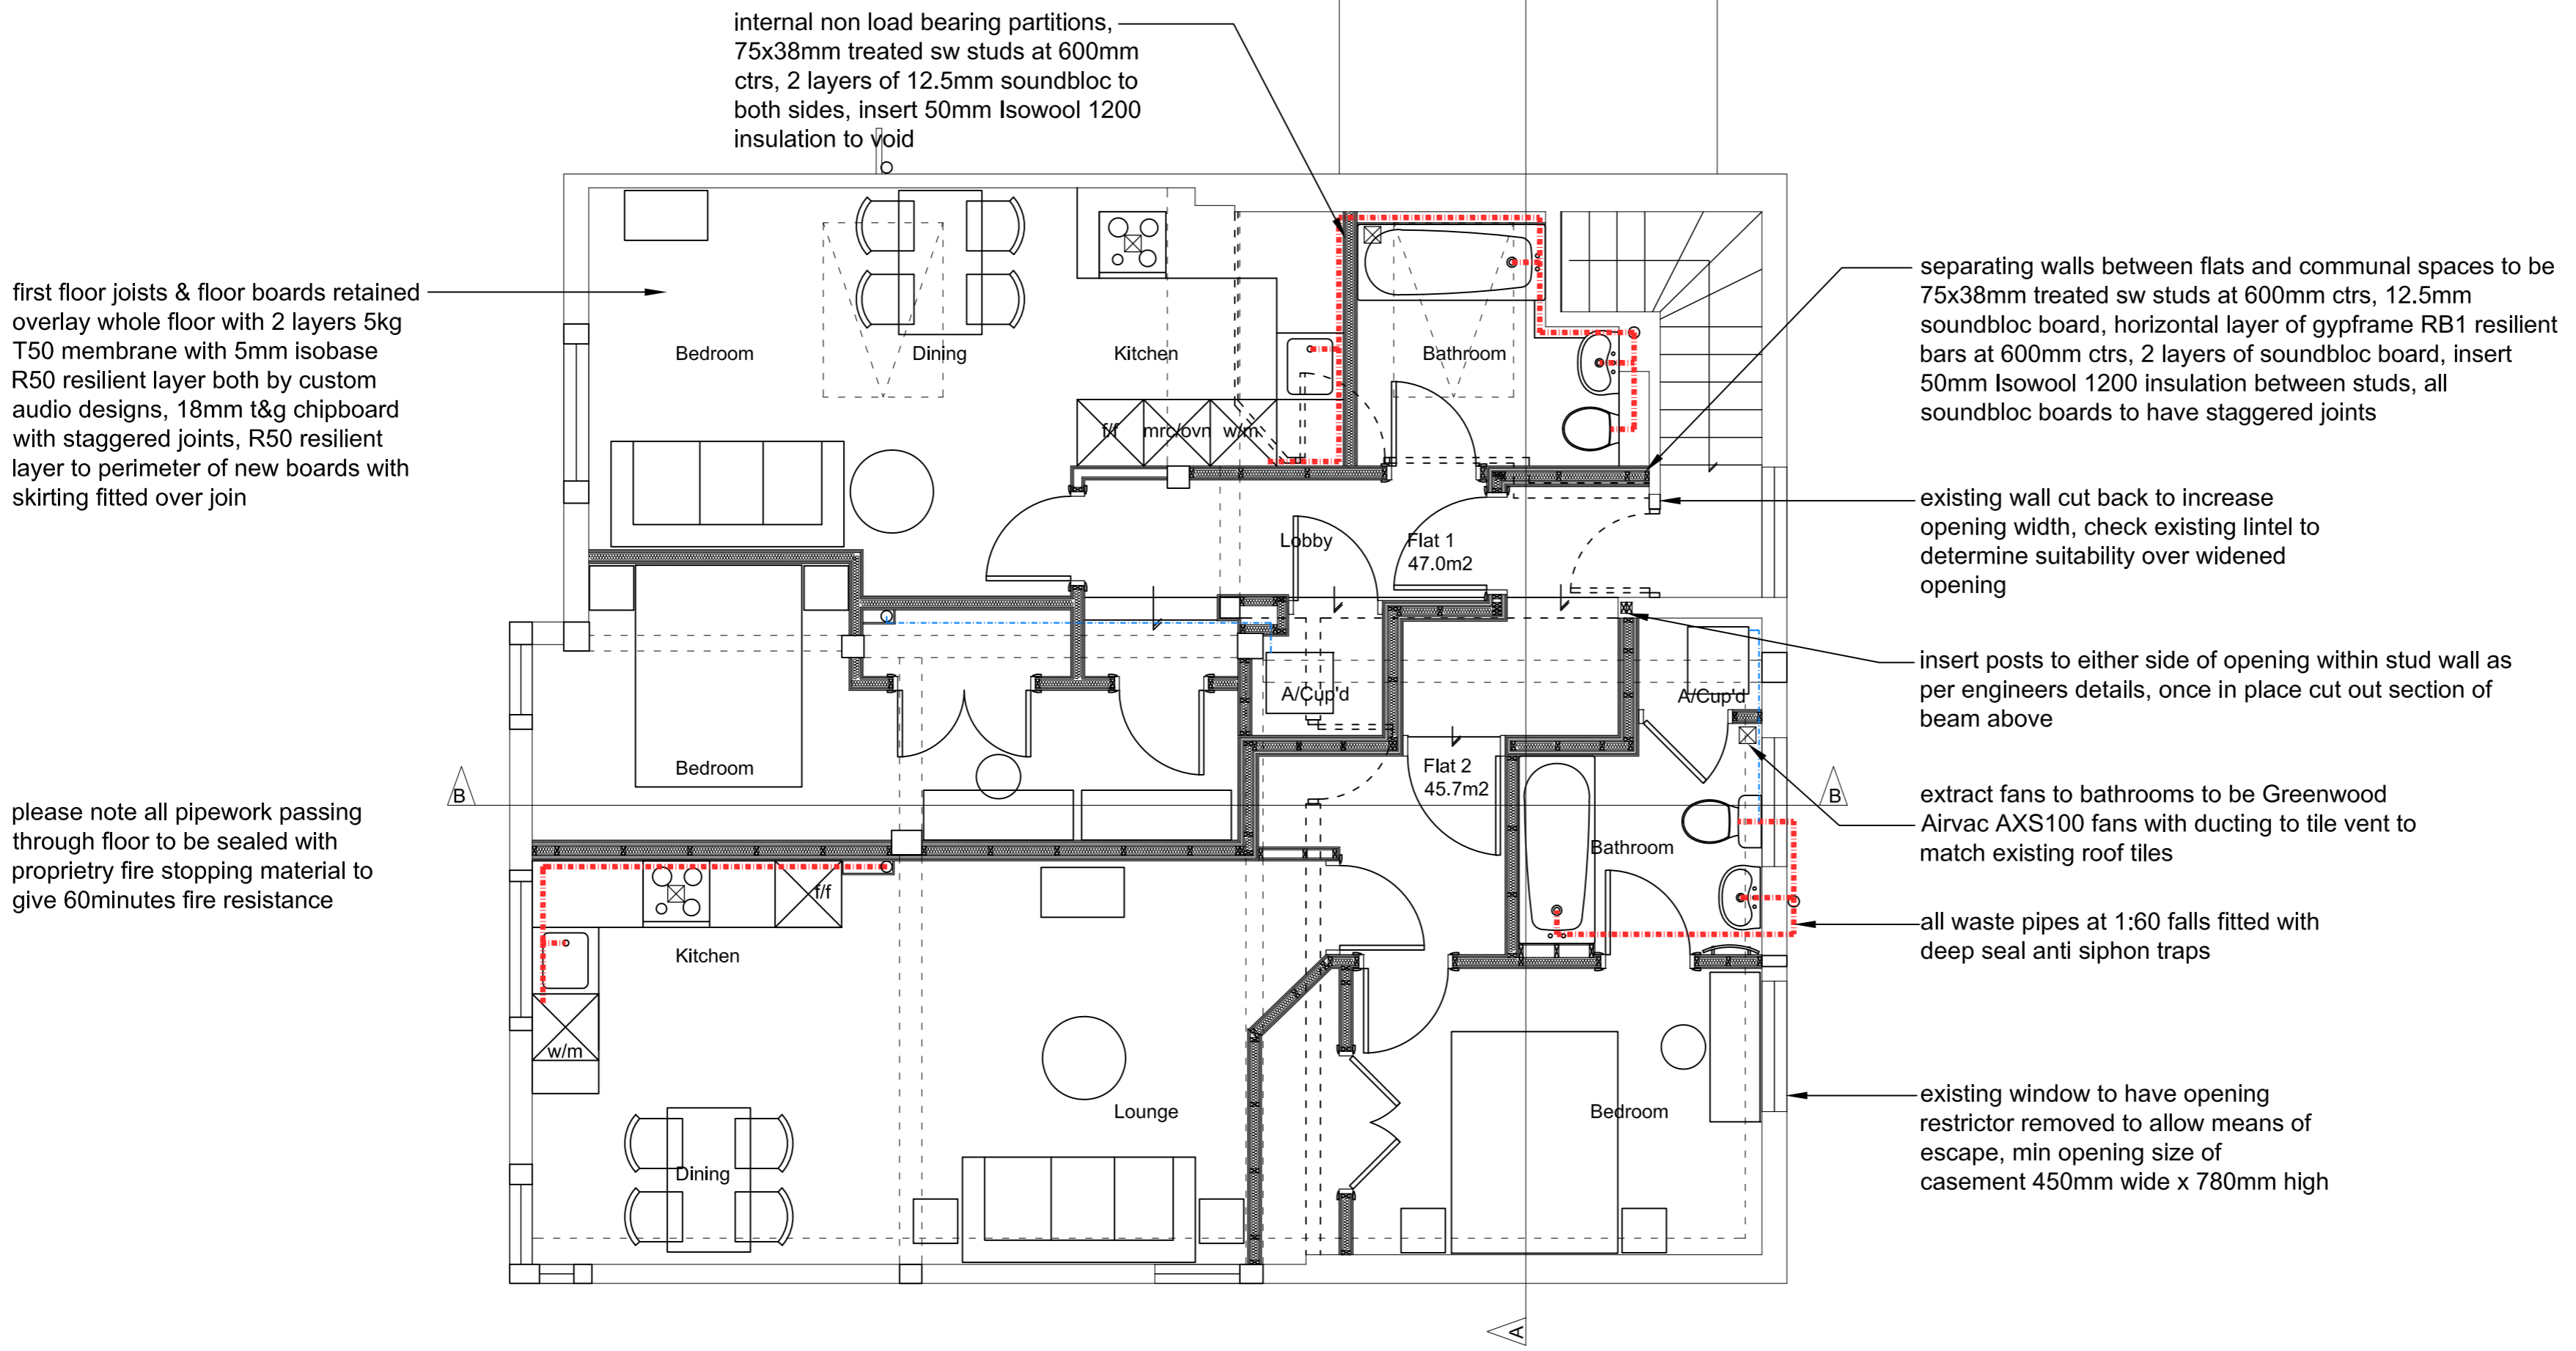 internal non load bearing partitions,
75x38mm treated sw studs at 600mm
ctrs, 2 layers of 12.5mm soundbloc to
both sides, insert 50mm Isowool 1200
insulation to void
first floor joists & floor boards retained
overlay whole floor with 2 layers 5kg
T50 membrane with 5mm isobase
R50 resilient layer both by custom
audio designs, 18mm t&g chipboard
with staggered joints, R50 resilient
layer to perimeter of new boards with
skirting fitted over join
please note all pipework passing
through floor to be sealed with
proprietry fire stopping material to
give 60minutes fire resistance
Bedroom
Dining
Kitchen
Bathroom
f/f
mrc/ovn
w/m
Lobby
Flat 1
47.0m2
A/Cup'd
A/Cup'd
Bedroom
Flat 2
45.7m2
B
B
Bathroom
f/f
Kitchen
w/m
Lounge
Bedroom
Dining
A
separating walls between flats and communal spaces to be
75x38mm treated sw studs at 600mm ctrs, 12.5mm
soundbloc board, horizontal layer of gypframe RB1 resilient
bars at 600mm ctrs, 2 layers of soundbloc board, insert
50mm Isowool 1200 insulation between studs, all
soundbloc boards to have staggered joints
existing wall cut back to increase
opening width, check existing lintel to
determine suitability over widened
opening
insert posts to either side of opening within stud wall as
per engineers details, once in place cut out section of
beam above
extract fans to bathrooms to be Greenwood
Airvac AXS100 fans with ducting to tile vent to
match existing roof tiles
all waste pipes at 1:60 falls fitted with
deep seal anti siphon traps
existing window to have opening
restrictor removed to allow means of
escape, min opening size of
casement 450mm wide x 780mm high